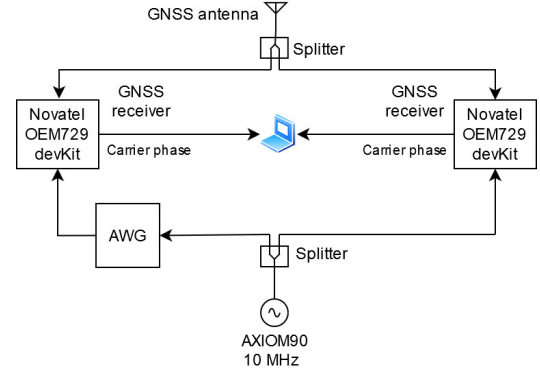 GNSS antenna
Splitter
GNSS
receiver
GNSS
receiver
Novatel
OEM729
devKit
Carrier phase
Carrier phase
Novatel
OEM729
devKit
AWG
Splitter
AXIOM90
10 MHz